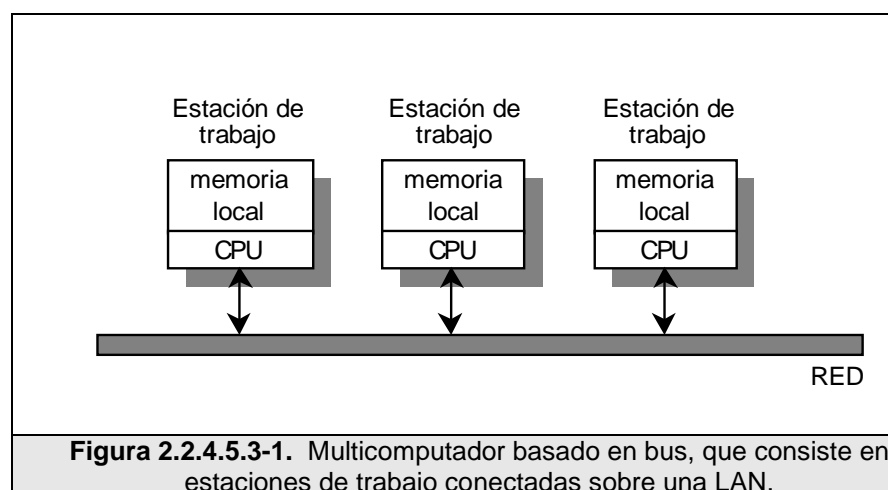 Estación de
trabajo
Estación de
trabajo
Estación de
trabajo
memoria
local
CPU
memoria
local
CPU
memoria
local
CPU
RED
Figura 2.2.4.5.3-1. Multicomputador basado en bus, que consiste en
estaciones de trabajo conectadas sobre una LAN.